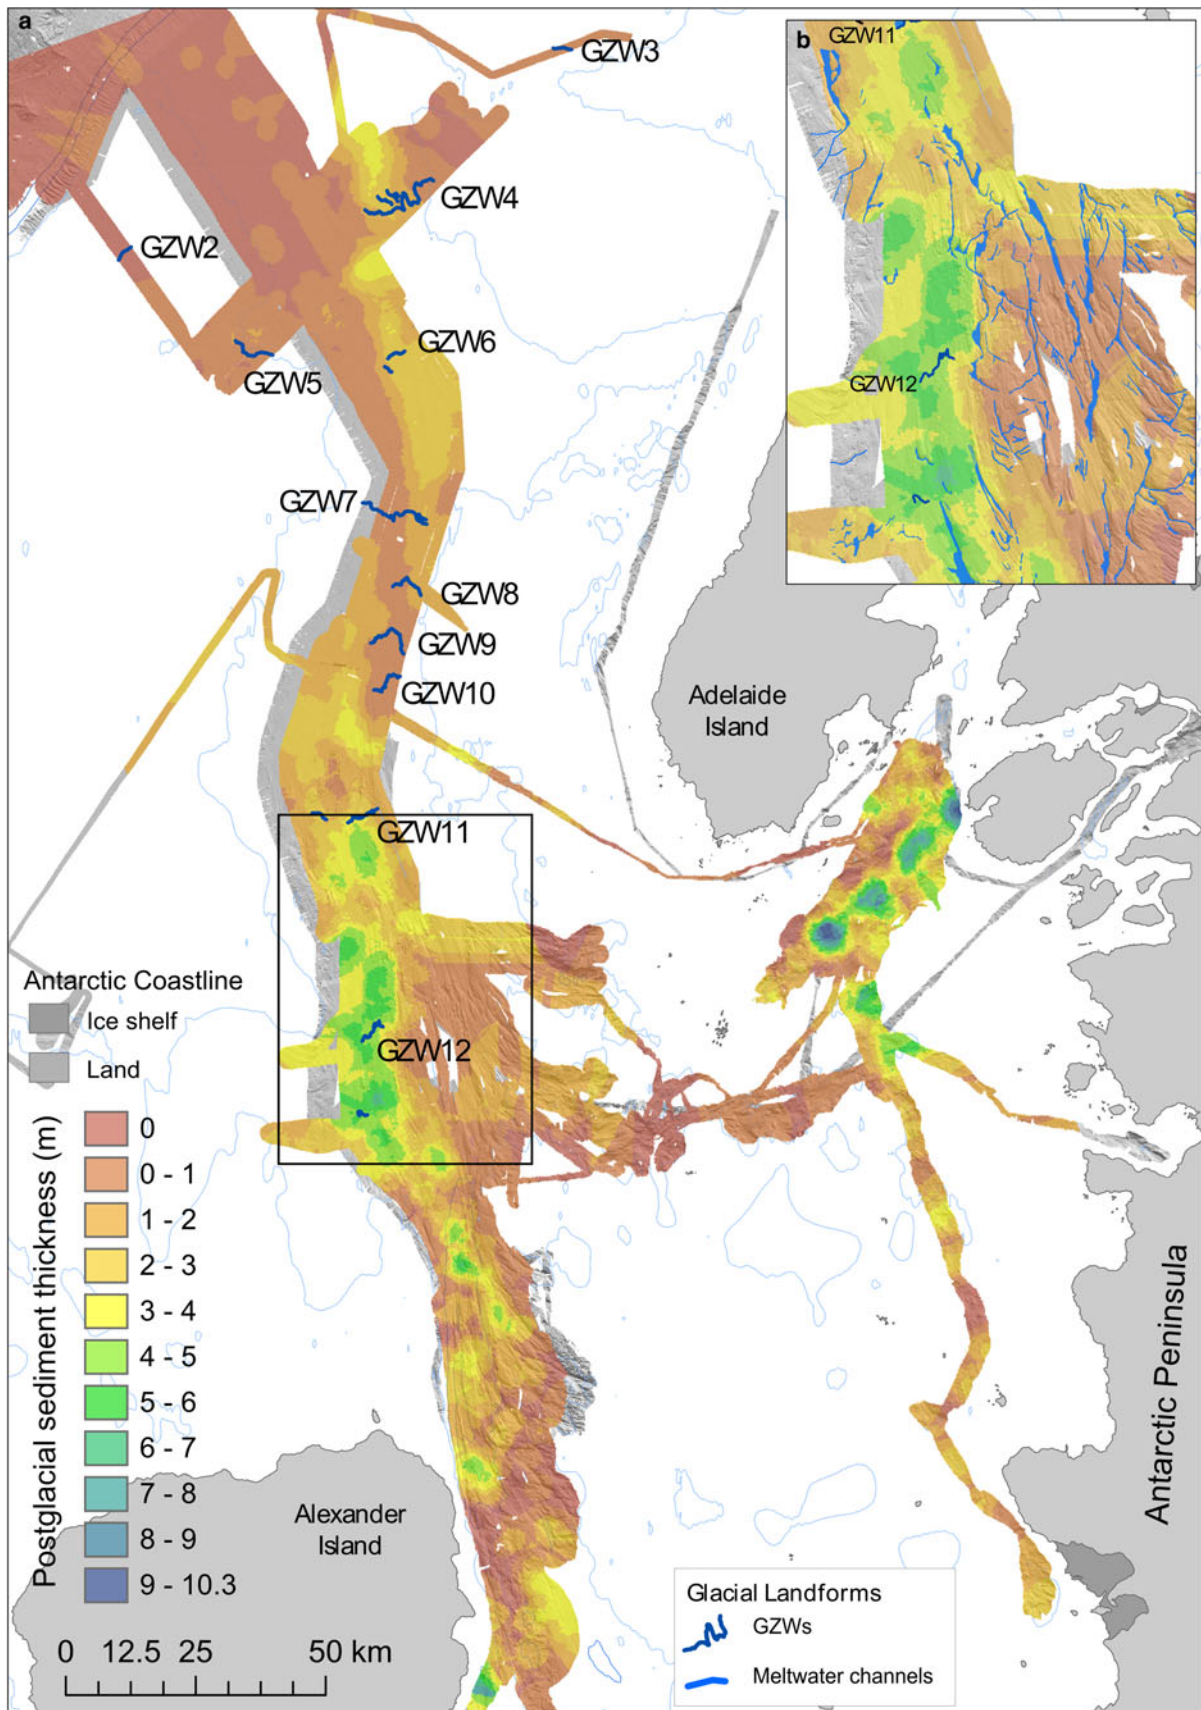 a
GZW3
GZW4
GZW2
GZW6
GZW5
GZW7
GZW8
GZW9
GZW10
GZW11
GZW12
b
GZW11
GZW12
Adelaide
Island
Antarctic Coastline
Ice shelf
Land
Postglacial sediment thickness (m)
0
0 - 1
1 - 2
2 - 3
3 - 4
4 - 5
5 - 6
6 - 7
7 - 8
8 - 9
9 - 10.3
0 12.5 25 50 km
Alexander
Island
Antarctic Peninsula
Glacial Landforms
GZWs
Meltwater channels